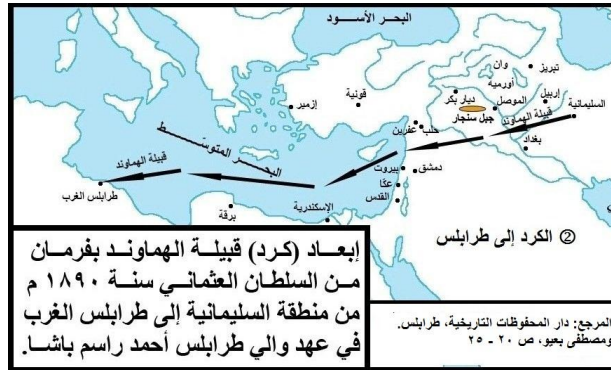 البحر الأسود
وان
تبريز
أورمية
قونية
إزمير
ديار بكر
الموصل
إربيل
السليمانية
جبل سنجار
قبيلة الهماوند
بغداد
عفرين
حلب
البحر المتوسط
قبيلة الهماوند
طرابلس الغرب
بيروت
دمشق
عكّا
القدس
الإسكندرية
برقة
② الكرد إلى طرابلس
إبعاد (كرد) قبيلة الهماوند بفرمان
من السلطان العثماني سنة ١٨٩٠ م
من منطقة السليمانية إلى طرابلس الغرب
في عهد والي طرابلس أحمد راسم باشا.
المرجع: دار المحفوظات التاريخية، طرابلس.
ومصطفى بعيو، ص ٢٠ - ٢٥